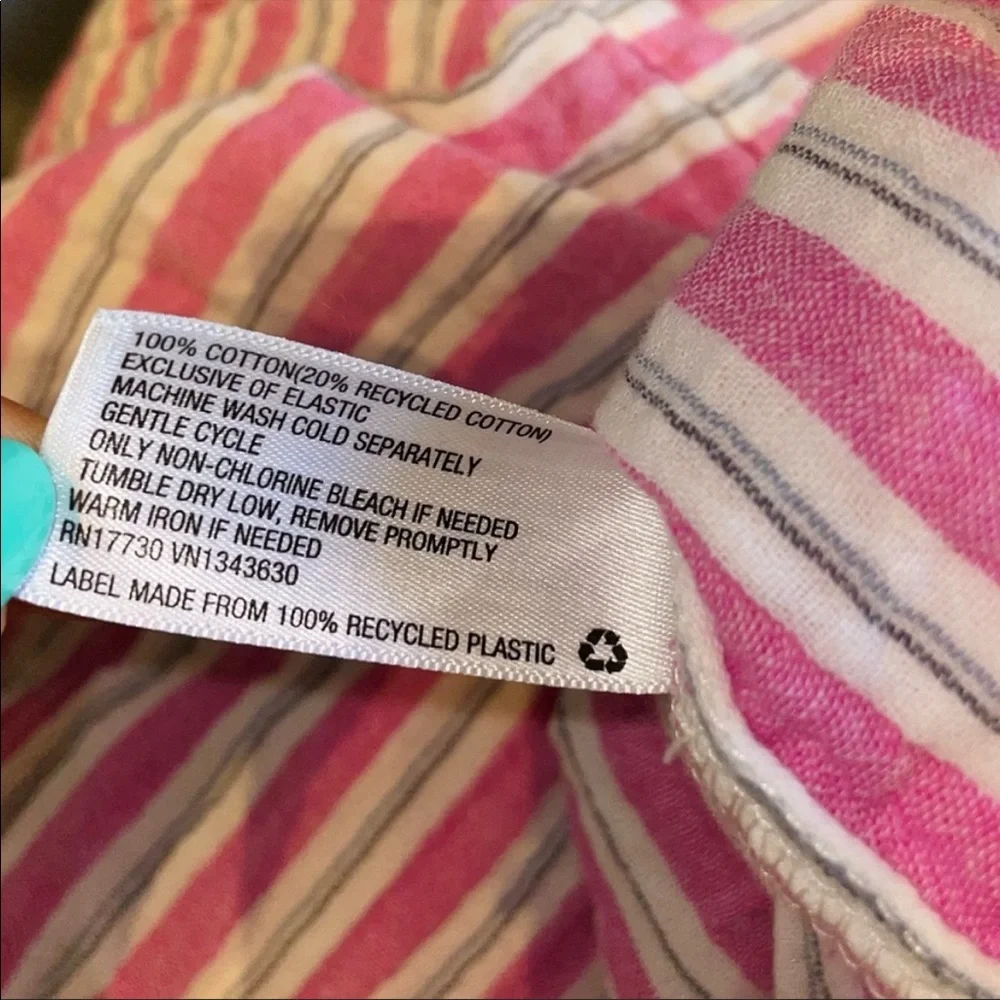 100% COTTON(20% RECYCLED COTTON)
EXCLUSIVE OF ELASTIC
MACHINE WASH COLD SEPARATELY
GENTLE CYCLE
ONLY NON-CHLORINE BLEACH IF NEEDED
TUMBLE DRY LOW, REMOVE PROMPTLY
WARM IRON IF NEEDED
RN17730 VN1343630
LABEL MADE FROM 100% RECYCLED PLASTIC